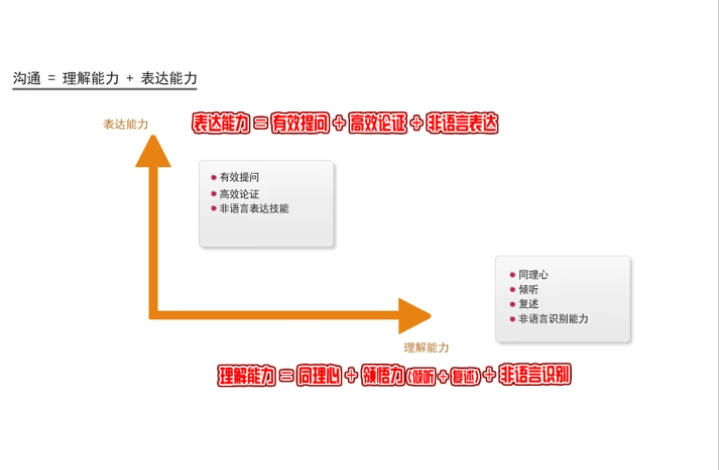 沟通 = 理解能力 + 表达能力
表达能力
表达能力=有效提问+高效论证+非语言表达
有效提问
高效论证
非语言表达技能
同理心
倾听
复述
非语言识别能力
理解能力
理解能力=同理心+领悟力(倾听+复述)+非语言识别